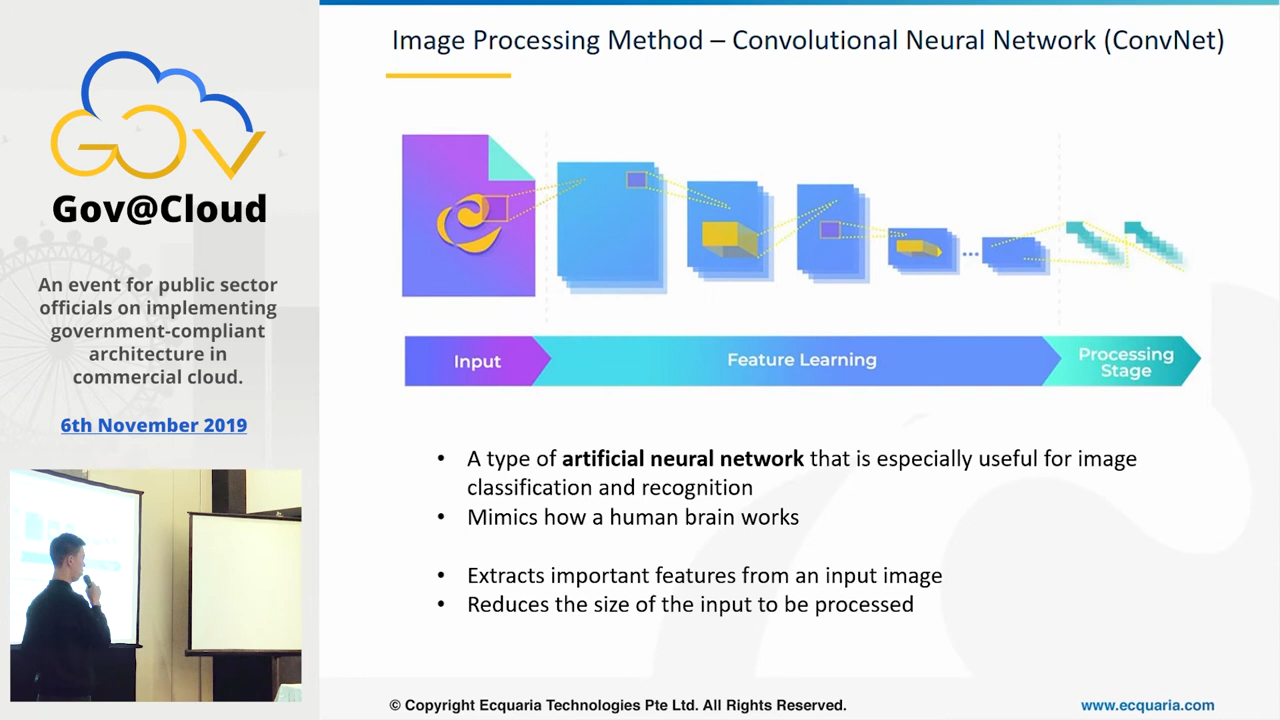 Image Processing Method – Convolutional Neural Network (ConvNet)
GOV
Gov@Cloud
An event for public sector
officials on implementing
government-compliant
architecture in
commercial cloud.
6th November 2019
Input
Feature Learning
Processing
Stage
• A type of artificial neural network that is especially useful for image
classification and recognition
• Mimics how a human brain works
• Extracts important features from an input image
• Reduces the size of the input to be processed
© Copyright Ecquaria Technologies Pte Ltd. All Rights Reserved.
www.ecquaria.com